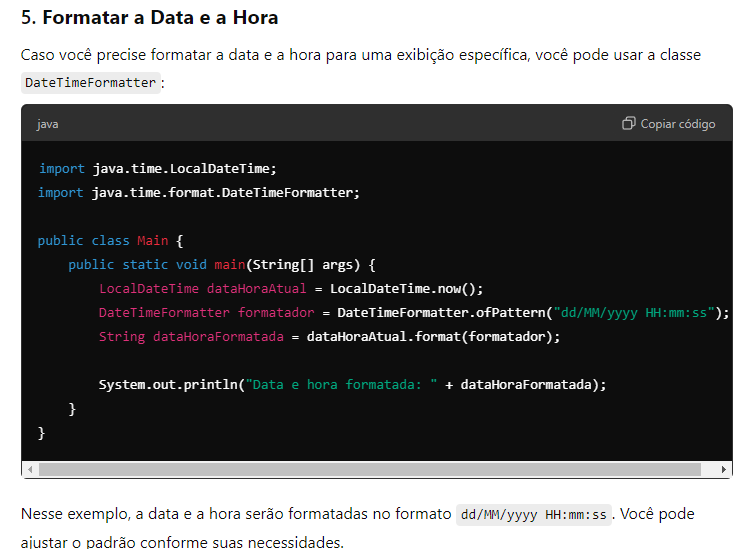 5. Formatar a Data e a Hora
Caso você precise formatar a data e a hora para uma exibição específica, você pode usar a classe
DateTimeFormatter:
java
Copiar código
import java.time.LocalDateTime;
import java.time.format.DateTimeFormatter;
public class Main {
    public static void main(String[] args) {
        LocalDateTime dataHoraAtual = LocalDateTime.now();
        DateTimeFormatter formatador = DateTimeFormatter.ofPattern("dd/MM/yyyy HH:mm:ss");
        String dataHoraFormatada = dataHoraAtual.format(formatador);
        System.out.println("Data e hora formatada: " + dataHoraFormatada);
    }
}
Nesse exemplo, a data e a hora serão formatadas no formato dd/MM/yyyy HH:mm:ss. Você pode
ajustar o padrão conforme suas necessidades.